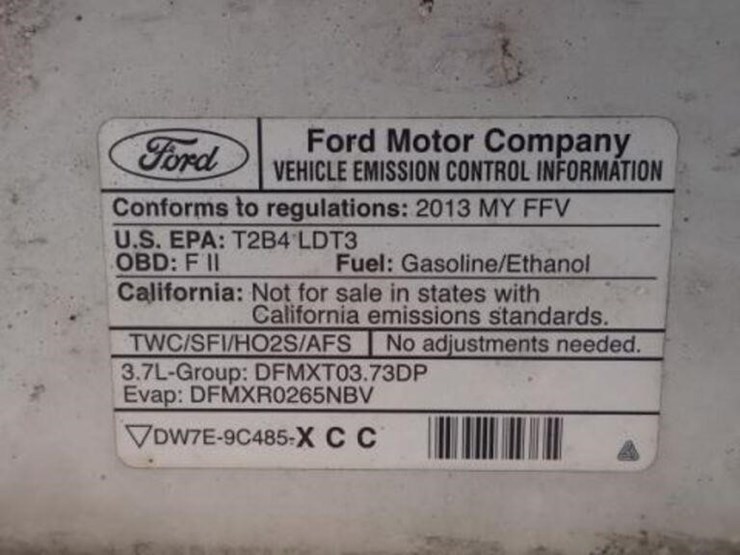 Ford
Ford Motor Company
VEHICLE EMISSION CONTROL INFORMATION
Conforms to regulations: 2013 MY FFV
U.S. EPA: T2B4 LDT3
OBD: F II Fuel: Gasoline/Ethanol
California: Not for sale in states with
California emissions standards.
TWC/SFI/HO2S/AFS No adjustments needed.
3.7L-Group: DFMXT03.73DP
Evap: DFMXR0265NBV
▽DW7E-9C485-X C C